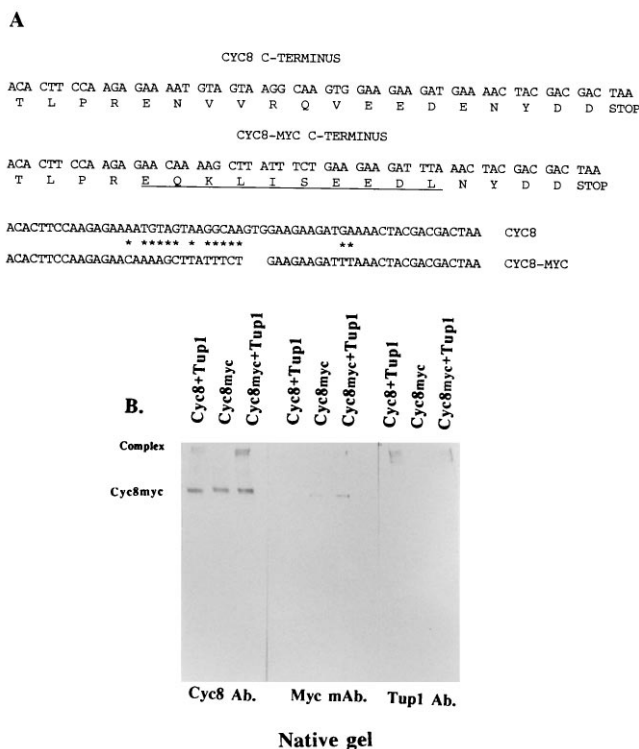 A
CYC8 C-TERMINUS
ACA CTT CCA AGA GAA AAT GTA GTA AGG CAA GTG GAA GAA GAT GAA AAC TAC GAC GAC TAA
T L P R E N V V R Q V E E D E N Y D D STOP
CYC8-MYC C-TERMINUS
ACA CTT CCA AGA GAA CAA AAG CTT ATT TCT GAA GAA GAT TTA AAC TAC GAC GAC TAA
T L P R E Q K L I S E E D L N Y D D STOP
ACACTTCCAAGAGAAAATGTAGTAAGGCAAGTGGAAGAAGATGAAAACTACGACGACTAA CYC8
* ***** * ***** **
ACACTTCCAAGAGAACAAAAGCTTATTTCT GAAGAAGATTTAAACTACGACGACTAA CYC8-MYC
B.
Cyc8+Tup1
Cyc8myc
Cyc8myc+Tup1
Cyc8+Tup1
Cyc8myc
Cyc8myc+Tup1
Cyc8+Tup1
Cyc8myc
Cyc8myc+Tup1
Complex
Cyc8myc
Cyc8 Ab. Myc mAb. Tup1 Ab.
Native gel